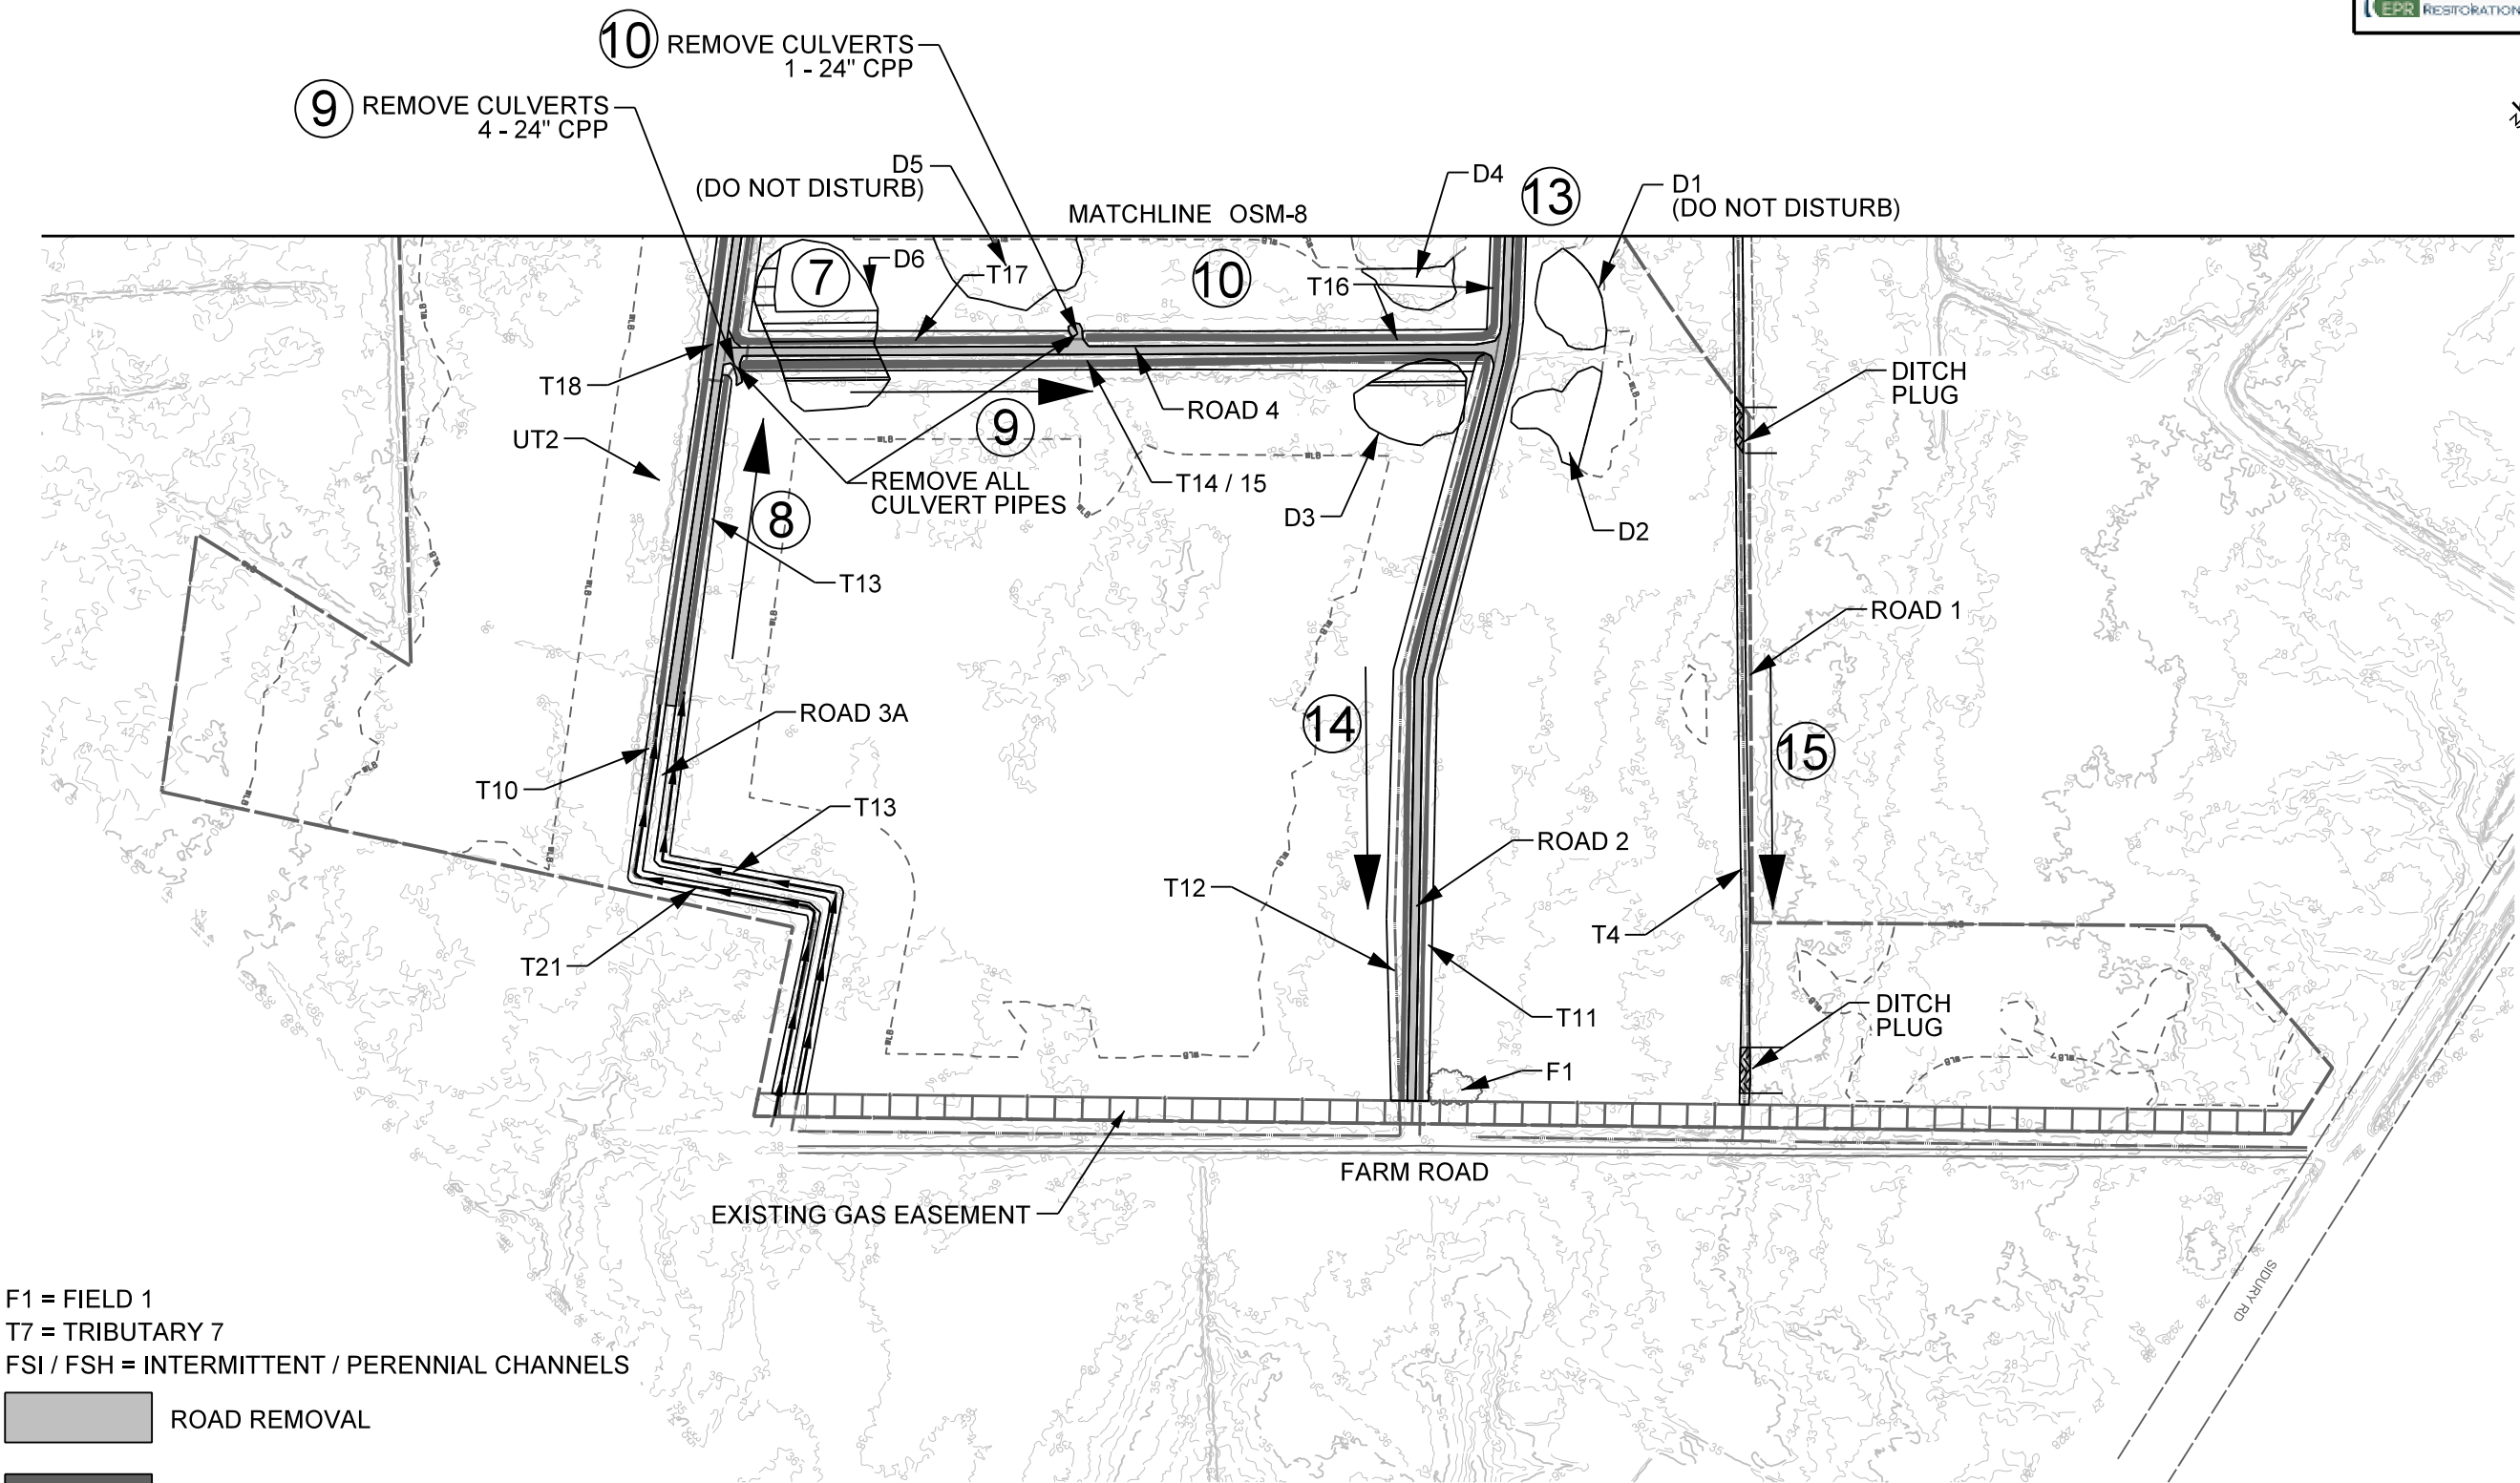 EPR RESTORATION
10 REMOVE CULVERTS
1 - 24" CPP
9 REMOVE CULVERTS
4 - 24" CPP
D5
(DO NOT DISTURB)
MATCHLINE OSM-8
D4
13
D1
(DO NOT DISTURB)
7
D6
T17
10
T16
T18
UT2
9
ROAD 4
REMOVE ALL
CULVERT PIPES
T14 / 15
8
T13
D3
D2
DITCH
PLUG
ROAD 1
ROAD 3A
14
15
T10
T13
ROAD 2
T12
T4
T21
T11
DITCH
PLUG
F1
FARM ROAD
EXISTING GAS EASEMENT
SIDURY RD
F1 = FIELD 1
T7 = TRIBUTARY 7
FSI / FSH = INTERMITTENT / PERENNIAL CHANNELS
ROAD REMOVAL